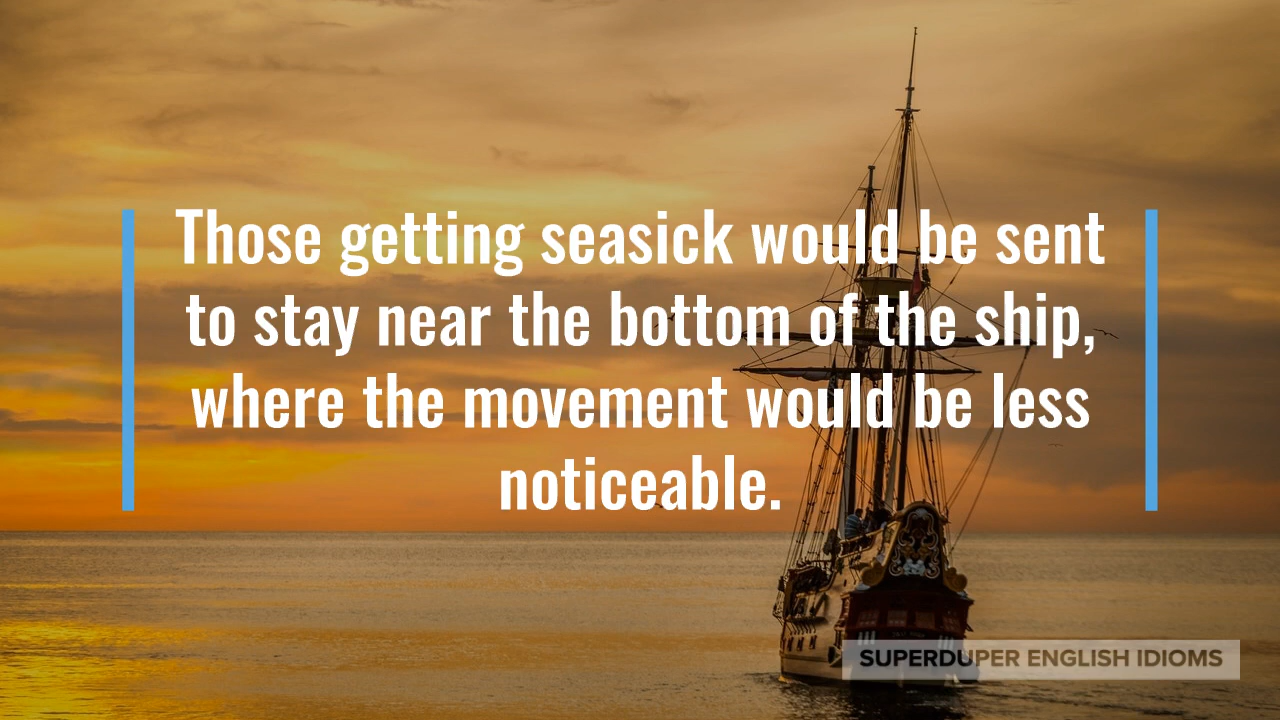 Those getting seasick would be sent
to stay near the bottom of the ship,
where the movement would be less
noticeable.
SUPERDUPER ENGLISH IDIOMS